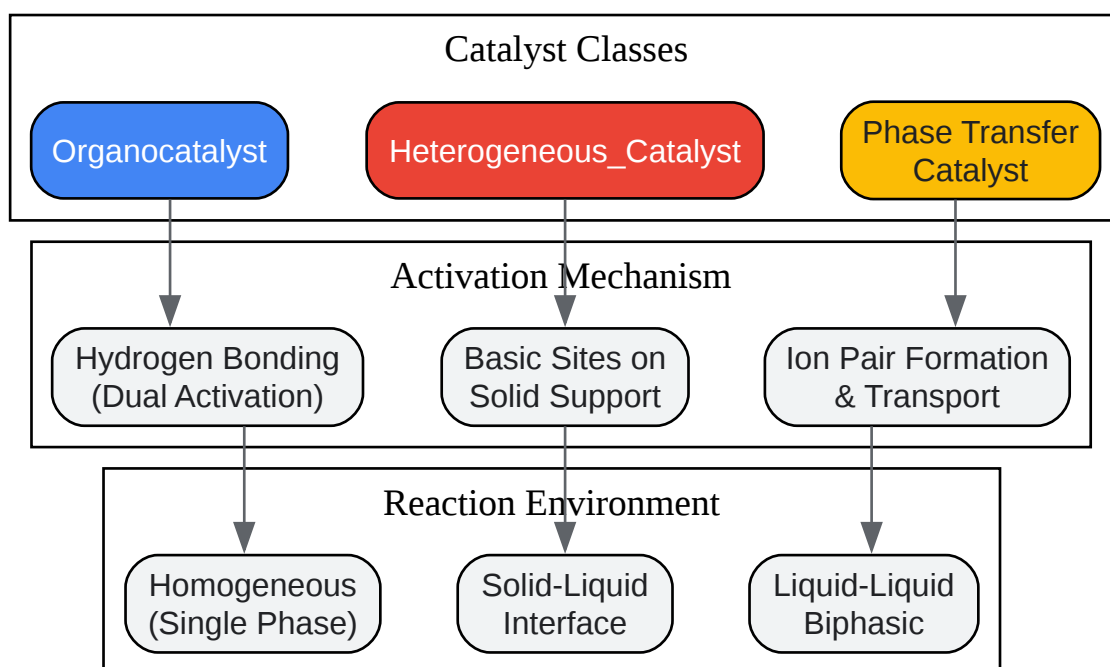 Catalyst Classes
Organocatalyst
Heterogeneous_Catalyst
Phase Transfer
Catalyst
Activation Mechanism
Hydrogen Bonding
(Dual Activation)
Basic Sites on
Solid Support
Ion Pair Formation
& Transport
Reaction Environment
Homogeneous
(Single Phase)
Solid-Liquid
Interface
Liquid-Liquid
Biphasic